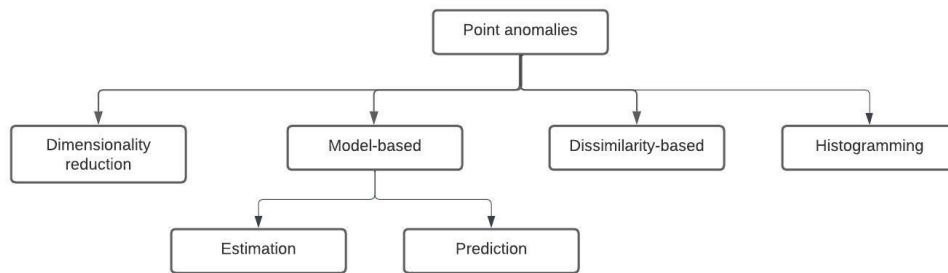 Point anomalies
Dimensionality
reduction
Model-based
Dissimilarity-based
Histogramming
Estimation
Prediction